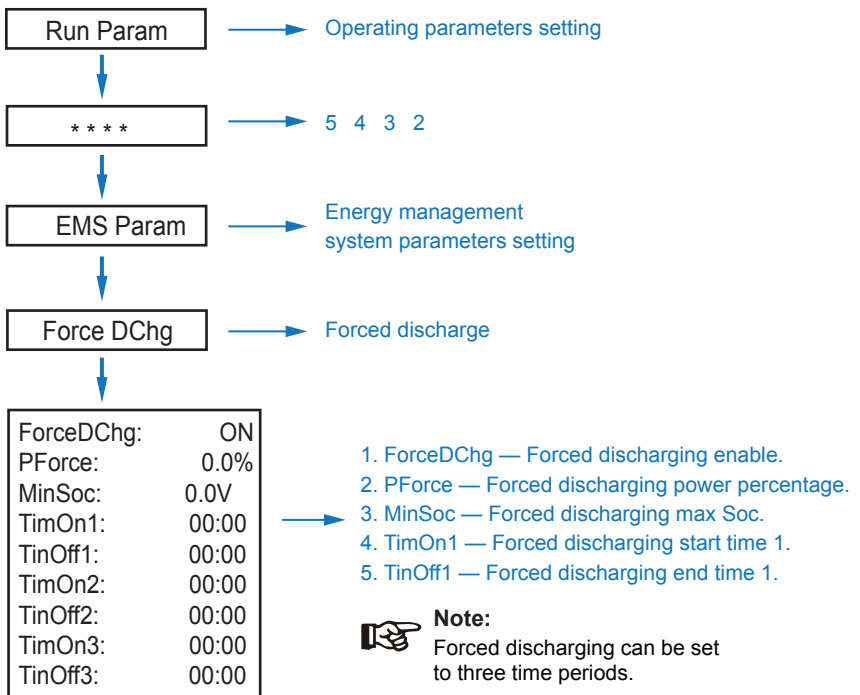 Run Param
Operating parameters setting
* * * *
5 4 3 2
EMS Param
Energy management
system parameters setting
Force DChg
Forced discharge
ForceDChg: ON
PForce: 0.0%
MinSoc: 0.0V
TimOn1: 00:00
TinOff1: 00:00
TimOn2: 00:00
TinOff2: 00:00
TimOn3: 00:00
TinOff3: 00:00
1. ForceDChg — Forced discharging enable.
2. PForce — Forced discharging power percentage.
3. MinSoc — Forced discharging max Soc.
4. TimOn1 — Forced discharging start time 1.
5. TinOff1 — Forced discharging end time 1.
Note:
Forced discharging can be set
to three time periods.